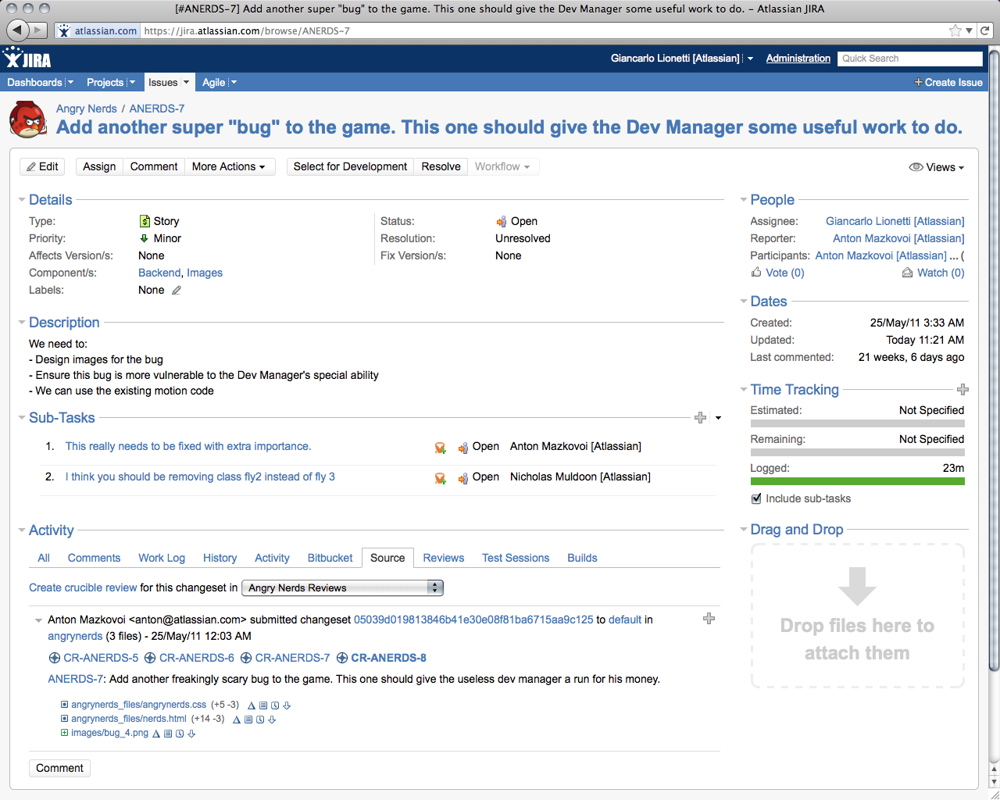 [#ANERDS-7] Add another super "bug" to the game. This one should give the Dev Manager some useful work to do. – Atlassian JIRA
atlassian.com https://jira.atlassian.com/browse/ANERDS-7
JIRA
Giancarlo Lionetti [Atlassian] Administration Quick Search
Dashboards Projects Issues Agile + Create Issue
Angry Nerds / ANERDS-7
Add another super "bug" to the game. This one should give the Dev Manager some useful work to do.
Edit Assign Comment More Actions Select for Development Resolve Workflow Views
Details
Type: Story
Priority: Minor
Affects Version/s: None
Component/s: Backend, Images
Labels: None
Status: Open
Resolution: Unresolved
Fix Version/s: None
People
Assignee: Giancarlo Lionetti [Atlassian]
Reporter: Anton Mazkovoi [Atlassian]
Participants: Anton Mazkovoi [Atlassian] ... (
Vote (0) Watch (0)
Dates
Created: 25/May/11 3:33 AM
Updated: Today 11:21 AM
Last commented: 21 weeks, 6 days ago
Description
We need to:
- Design images for the bug
- Ensure this bug is more vulnerable to the Dev Manager's special ability
- We can use the existing motion code
Time Tracking
Estimated: Not Specified
Remaining: Not Specified
Logged: 23m
Include sub-tasks
Sub-Tasks
1. This really needs to be fixed with extra importance. Open Anton Mazkovoi [Atlassian]
2. I think you should be removing class fly2 instead of fly 3 Open Nicholas Muldoon [Atlassian]
Drag and Drop
Drop files here to
attach them
Activity
All Comments Work Log History Activity Bitbucket Source Reviews Test Sessions Builds
Create crucible review for this changeset in Angry Nerds Reviews
Anton Mazkovoi <anton@atlassian.com> submitted changeset 05039d019813846b41e30e08f81ba6715aa9c125 to default in
angrynerds (3 files) - 25/May/11 12:03 AM
CR-ANERDS-5 CR-ANERDS-6 CR-ANERDS-7 CR-ANERDS-8
ANERDS-7: Add another freakingly scary bug to the game. This one should give the useless dev manager a run for his money.
angrynerds_files/angrynerds.css (+5 -3)
angrynerds_files/nerds.html (+14 -3)
images/bug_4.png
Comment